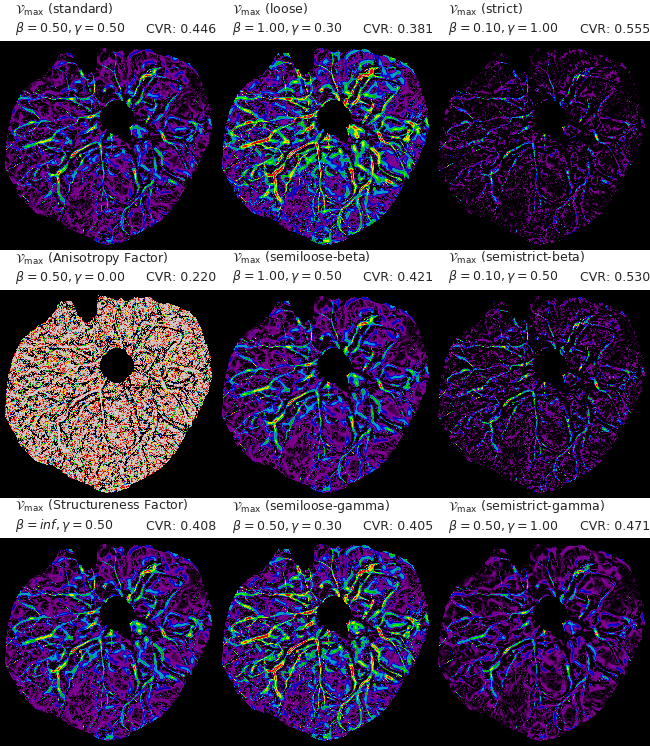 𝒱max (standard)
β = 0.50, γ = 0.50 CVR: 0.446
𝒱max (loose)
β = 1.00, γ = 0.30 CVR: 0.381
𝒱max (strict)
β = 0.10, γ = 1.00 CVR: 0.555
𝒱max (Anisotropy Factor)
β = 0.50, γ = 0.00 CVR: 0.220
𝒱max (semiloose-beta)
β = 1.00, γ = 0.50 CVR: 0.421
𝒱max (semistrict-beta)
β = 0.10, γ = 0.50 CVR: 0.530
𝒱max (Structureness Factor)
β = inf, γ = 0.50 CVR: 0.408
𝒱max (semiloose-gamma)
β = 0.50, γ = 0.30 CVR: 0.405
𝒱max (semistrict-gamma)
β = 0.50, γ = 1.00 CVR: 0.471